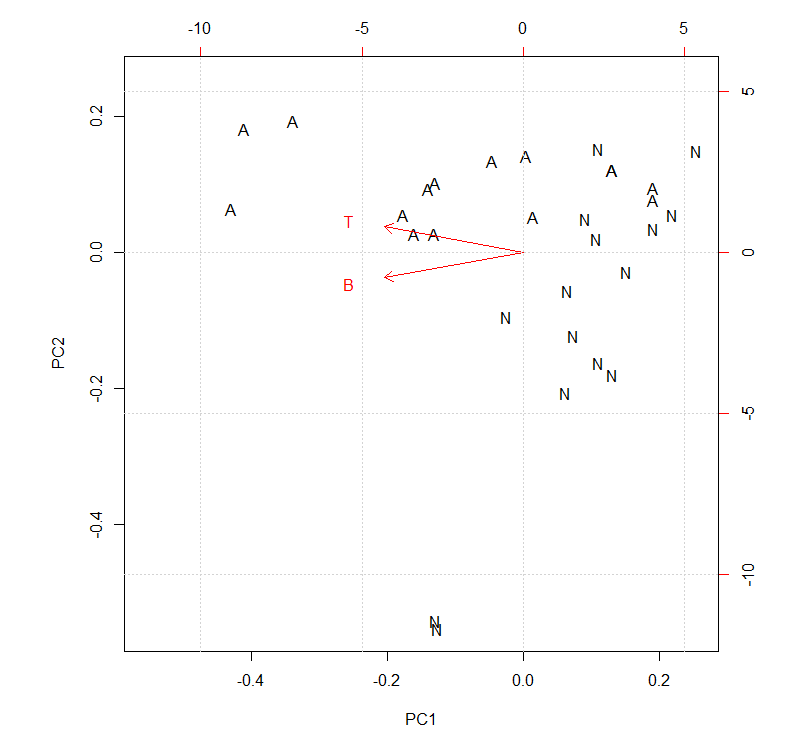 -10 -5 0 5
0.2 5
A A
N N
A A A
A A
A A A
A
A A A N
T N
A A N N
0.0 0
N
B N
N
N
PC2 N
N
-0.2 N
-5
-0.4
-10
N
N
-0.4 -0.2 0.0 0.2
PC1